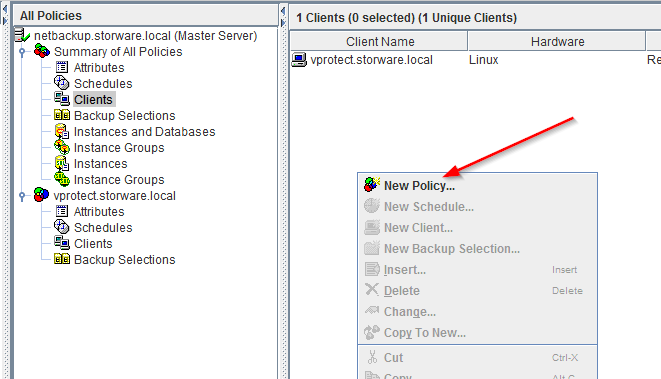 All Policies
netbackup.storware.local (Master Server)
Summary of All Policies
Attributes
Schedules
Clients
Backup Selections
Instances and Databases
Instance Groups
Instances
Instance Groups
vprotect.storware.local
Attributes
Schedules
Clients
Backup Selections
1 Clients (0 selected) (1 Unique Clients)
Client Name Hardware
vprotect.storware.local Linux Re
New Policy...
New Schedule...
New Client...
New Backup Selection...
Insert... Insert
Delete Delete
Change...
Copy To New...
Cut Ctrl-X
Copy Alt C